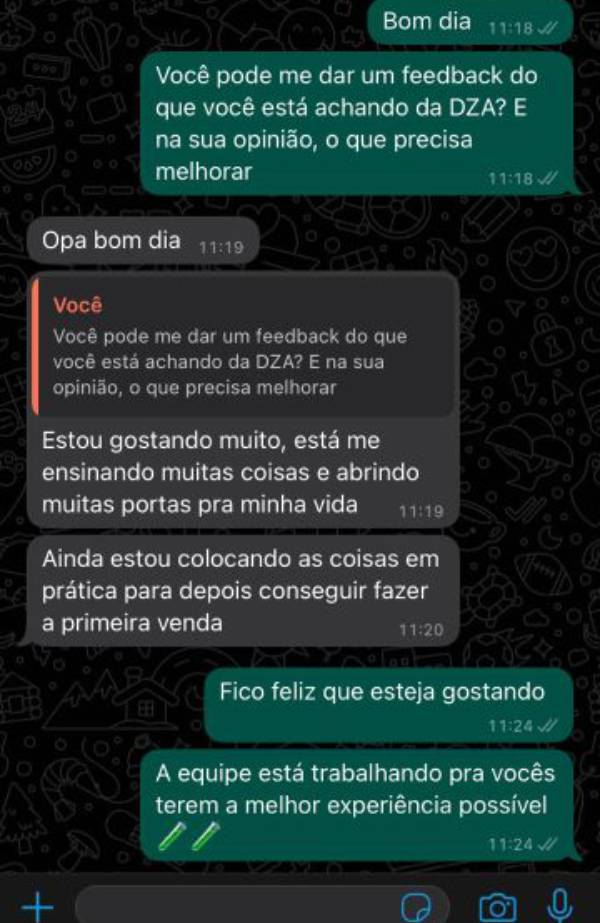 Bom dia 11:18
Você pode me dar um feedback do
que você está achando da DZA? E
na sua opinião, o que precisa
melhorar 11:18
Opa bom dia 11:19
Você
Você pode me dar um feedback do que
você está achando da DZA? E na sua
opinião, o que precisa melhorar
Estou gostando muito, está me
ensinando muitas coisas e abrindo
muitas portas pra minha vida 11:19
Ainda estou colocando as coisas em
prática para depois conseguir fazer
a primeira venda 11:20
Fico feliz que esteja gostando
11:24
A equipe está trabalhando pra vocês
terem a melhor experiência possível
11:24